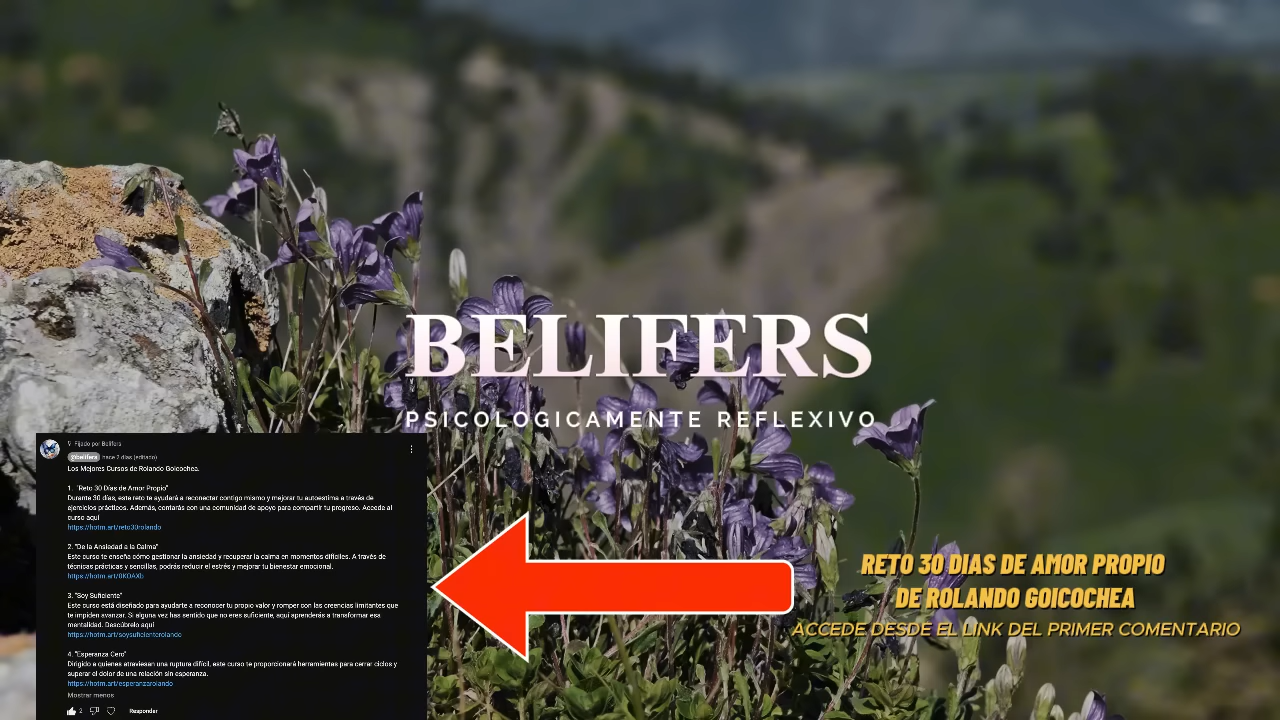 BELIFERS
PSICOLOGICAMENTE REFLEXIVO
Fijado por Belifers
@belifers hace 2 días (editado)
Los Mejores Cursos de Rolando Goicochea.
1. "Reto 30 Días de Amor Propio"
Durante 30 días, este reto te ayudará a reconectar contigo mismo y mejorar tu autoestima a través de
ejercicios prácticos. Además, contarás con una comunidad de apoyo para compartir tu progreso. Accede al
curso aquí
https://hotm.art/reto30rolando
2. "De la Ansiedad a la Calma"
Este curso te enseña cómo gestionar la ansiedad y recuperar la calma en momentos difíciles. A través de
técnicas prácticas y sencillas, podrás reducir el estrés y mejorar tu bienestar emocional.
https://hotm.art/0KOAXb
3. "Soy Suficiente"
Este curso está diseñado para ayudarte a reconocer tu propio valor y romper con las creencias limitantes que
te impiden avanzar. Si alguna vez has sentido que no eres suficiente, aquí aprenderás a transformar esa
mentalidad. Descúbrelo aquí
https://hotm.art/soysuficienterolando
4. "Esperanza Cero"
Dirigido a quienes atraviesan una ruptura difícil, este curso te proporcionará herramientas para cerrar ciclos y
superar el dolor de una relación sin esperanza.
https://hotm.art/esperanzarolando
Mostrar menos
2 Responder
RETO 30 DIAS DE AMOR PROPIO
DE ROLANDO GOICOCHEA
ACCEDE DESDE EL LINK DEL PRIMER COMENTARIO